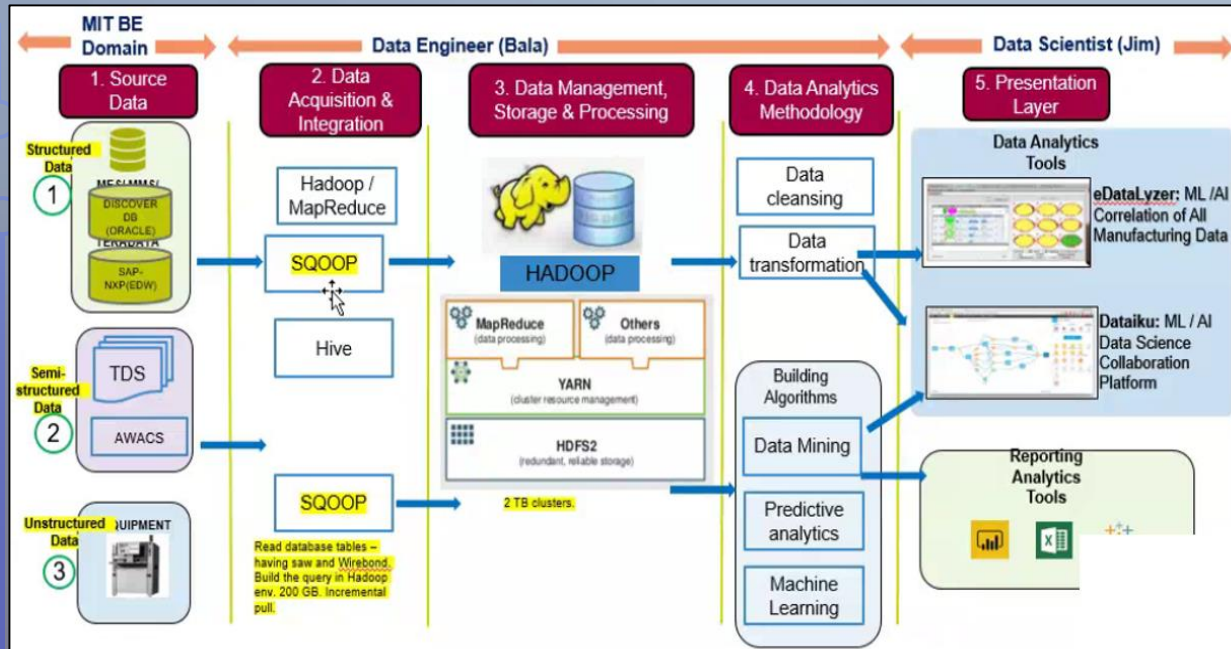 MIT BE
Domain
Data Engineer (Bala)
Data Scientist (Jim)
1. Source
Data
2. Data
Acquisition &
Integration
3. Data Management,
Storage & Processing
4. Data Analytics
Methodology
5. Presentation
Layer
Structured
Data
1
DISCOVER
DB
(ORACLE)
TERADATA
SAP-
NXP(EDW)
Semi-
structured
Data
2
TDS
AWACS
Unstructured
Data
3
QUIPMENT
Hadoop /
MapReduce
SQOOP
Hive
SQOOP
Read database tables –
having saw and Wirebond.
Build the query in Hadoop
env. 200 GB. Incremental
pull.
HADOOP
MapReduce
(data processing)
Others
(data processing)
YARN
(cluster resource management)
HDFS2
(redundant, reliable storage)
2 TB clusters.
Data
cleansing
Data
transformation
Building
Algorithms
Data Mining
Predictive
analytics
Machine
Learning
Data Analytics
Tools
eDataLyzer: ML /AI
Correlation of All
Manufacturing Data
Dataiku: ML / AI
Data Science
Collaboration
Platform
Reporting
Analytics
Tools